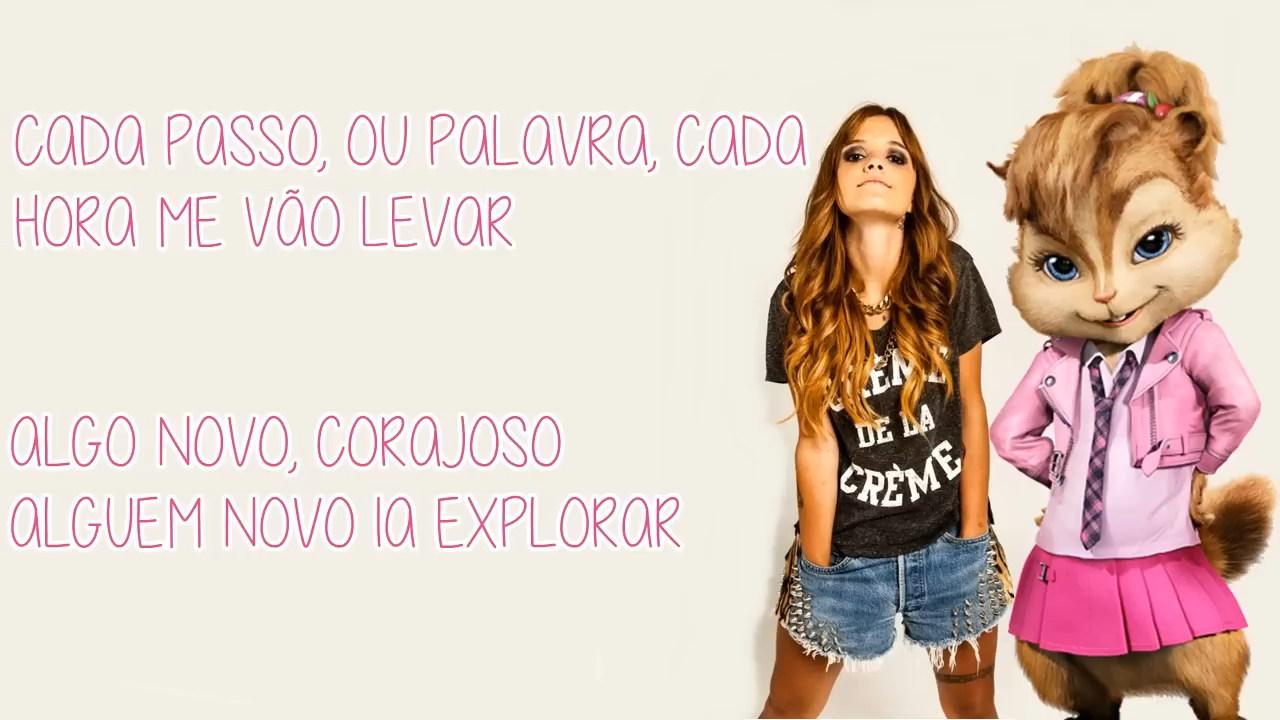 CADA PASSO, OU PALAVRA, CADA
HORA ME VÃO LEVAR
ALGO NOVO, CORAJOSO
ALGUEM NOVO IA EXPLORAR
CRÈME
DE LA
CRÈME